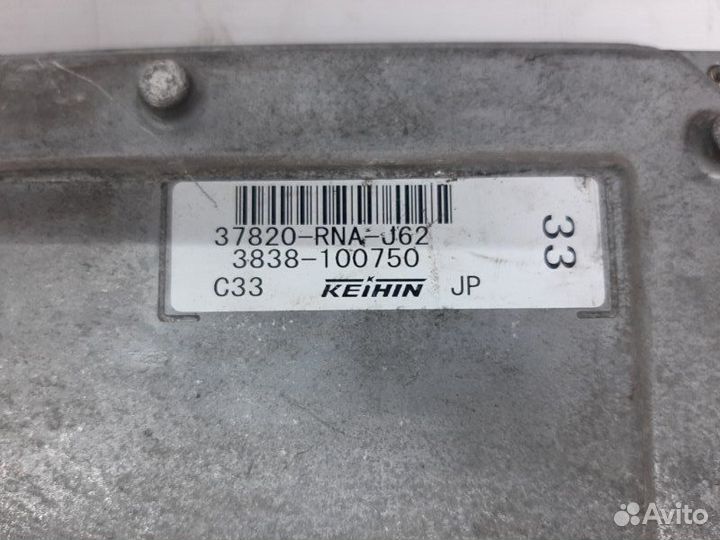 37820-RNA-J62
3838-100750
C33 KEIHIN JP
33
Avito